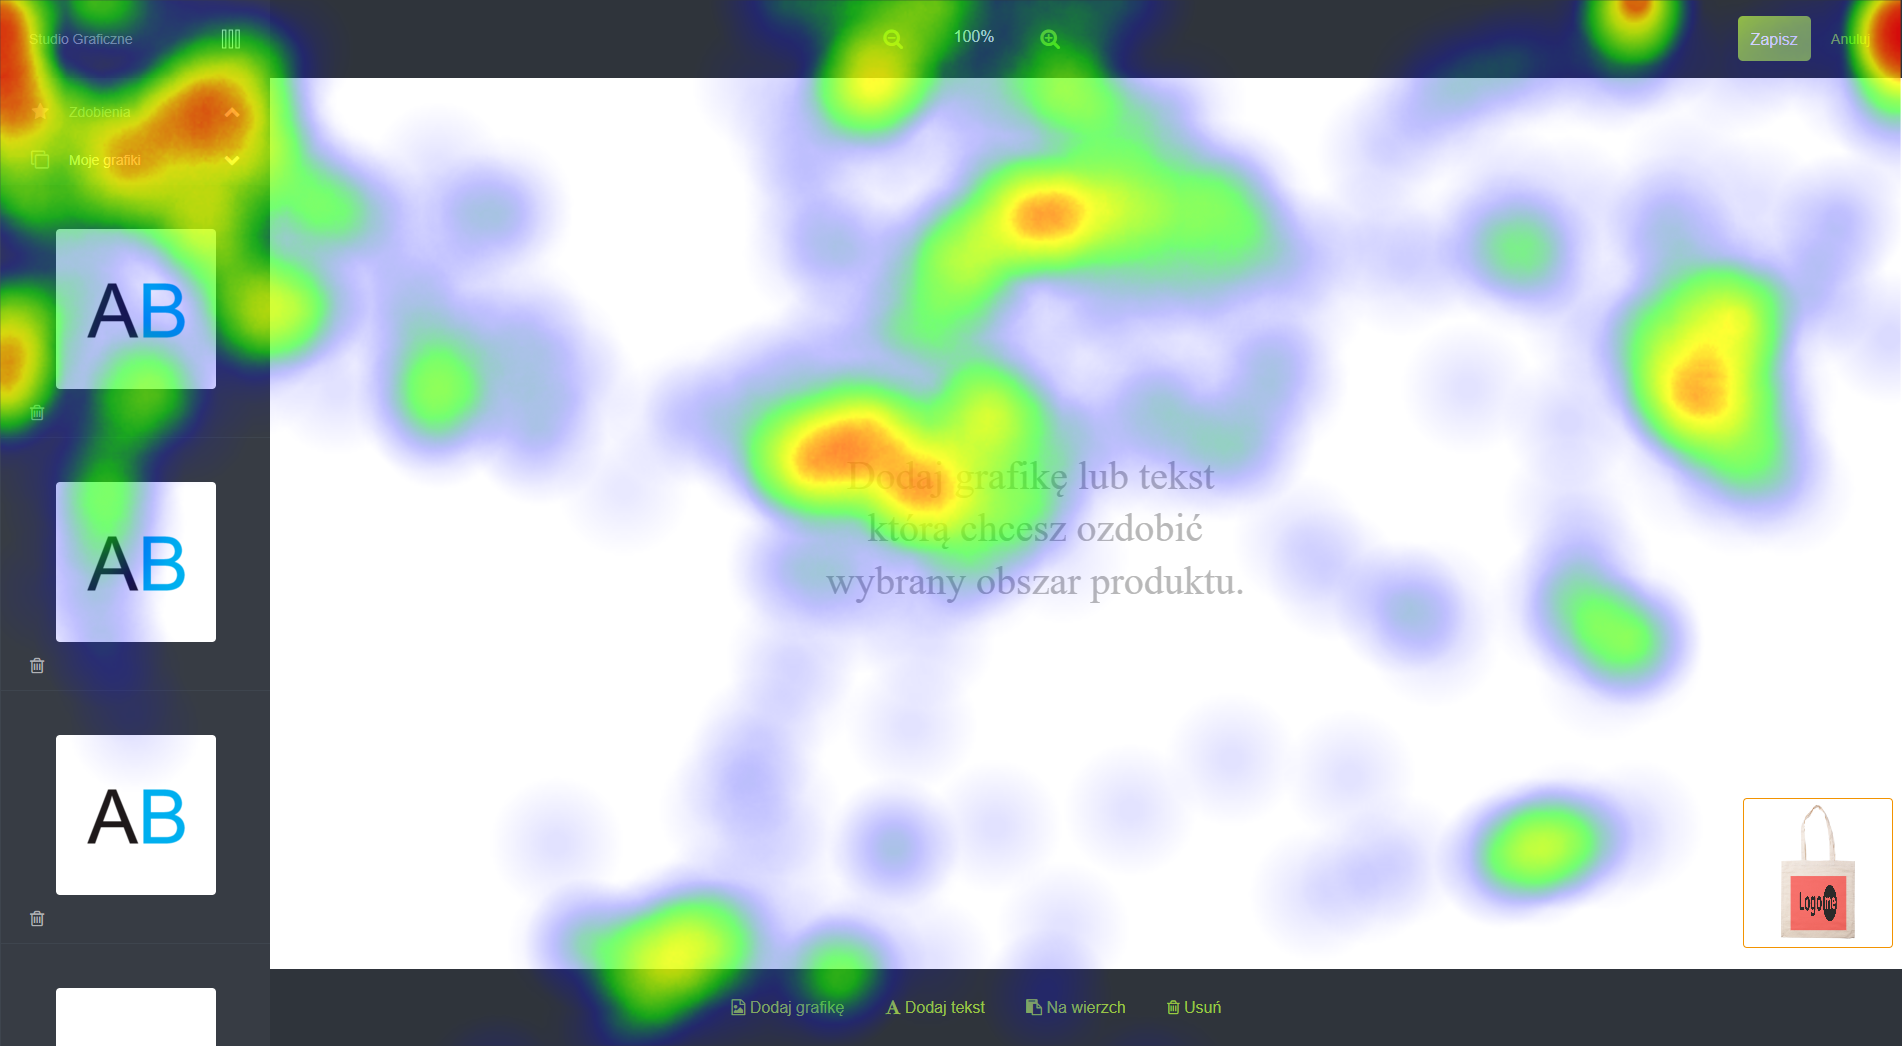 Studio Graficzne
100%
Zapisz
Anuluj
Zdobienia
Moje grafiki
AB
AB
AB
Dodaj grafikę lub tekst
którą chcesz ozdobić
wybrany obszar produktu.
Logo me
Dodaj grafikę
Dodaj tekst
Na wierzch
Usuń